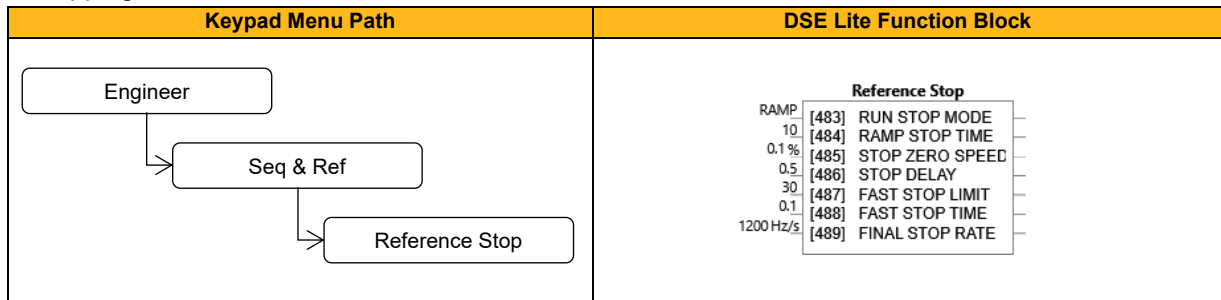 Keypad Menu Path
DSE Lite Function Block
Engineer
Seq & Ref
Reference Stop
Reference Stop
RAMP [483] RUN STOP MODE
10 [484] RAMP STOP TIME
0.1 % [485] STOP ZERO SPEED
0.5 [486] STOP DELAY
30 [487] FAST STOP LIMIT
0.1 [488] FAST STOP TIME
1200 Hz/s [489] FINAL STOP RATE